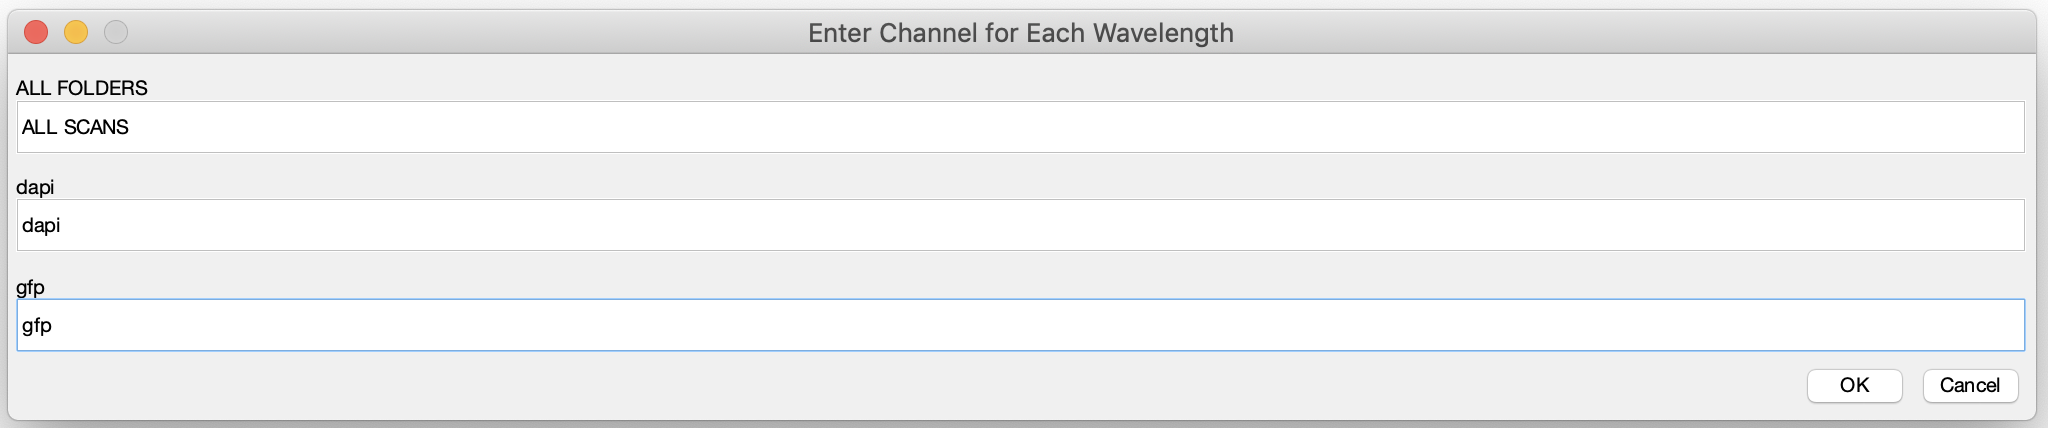 Enter Channel for Each Wavelength
ALL FOLDERS
ALL SCANS
dapi
dapi
gfp
gfp
OK Cancel